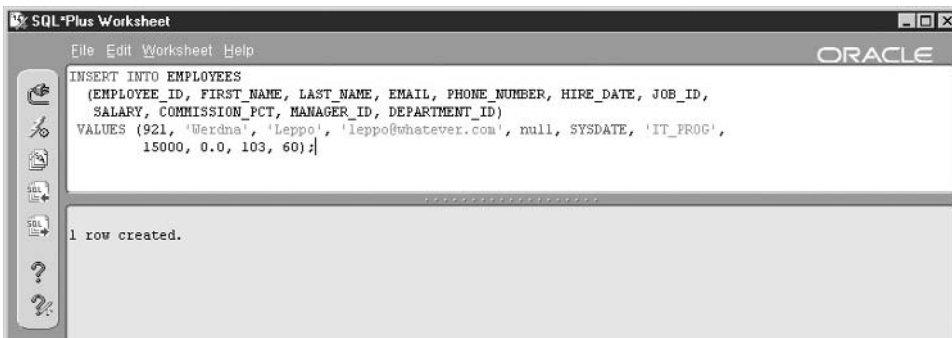 SQL*Plus Worksheet
File Edit Worksheet Help
ORACLE
INSERT INTO EMPLOYEES
(EMPLOYEE_ID, FIRST_NAME, LAST_NAME, EMAIL, PHONE_NUMBER, HIRE_DATE, JOB_ID,
SALARY, COMMISSION_PCT, MANAGER_ID, DEPARTMENT_ID)
VALUES (921, 'Werdna', 'Leppo', 'leppo@whatever.com', null, SYSDATE, 'IT_PROG',
15000, 0.0, 103, 60);
SQL
SQL
1 row created.